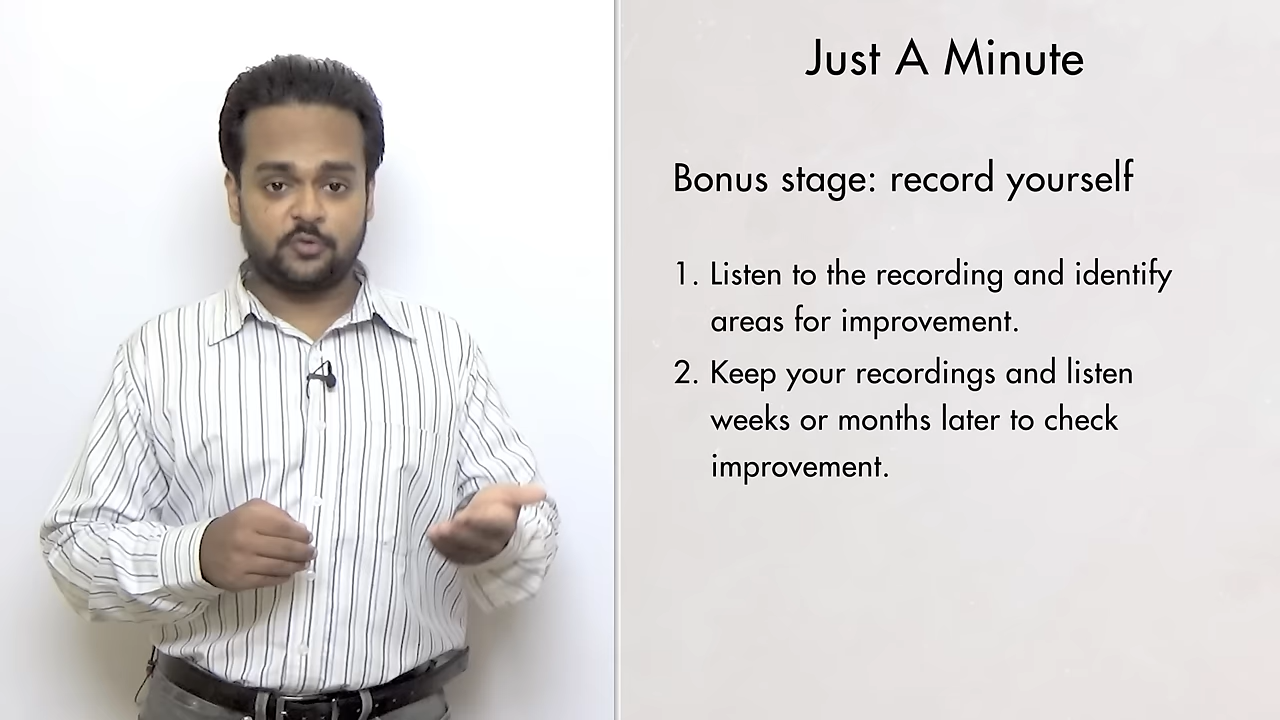 Just A Minute
Bonus stage: record yourself
1. Listen to the recording and identify
areas for improvement.
2. Keep your recordings and listen
weeks or months later to check
improvement.